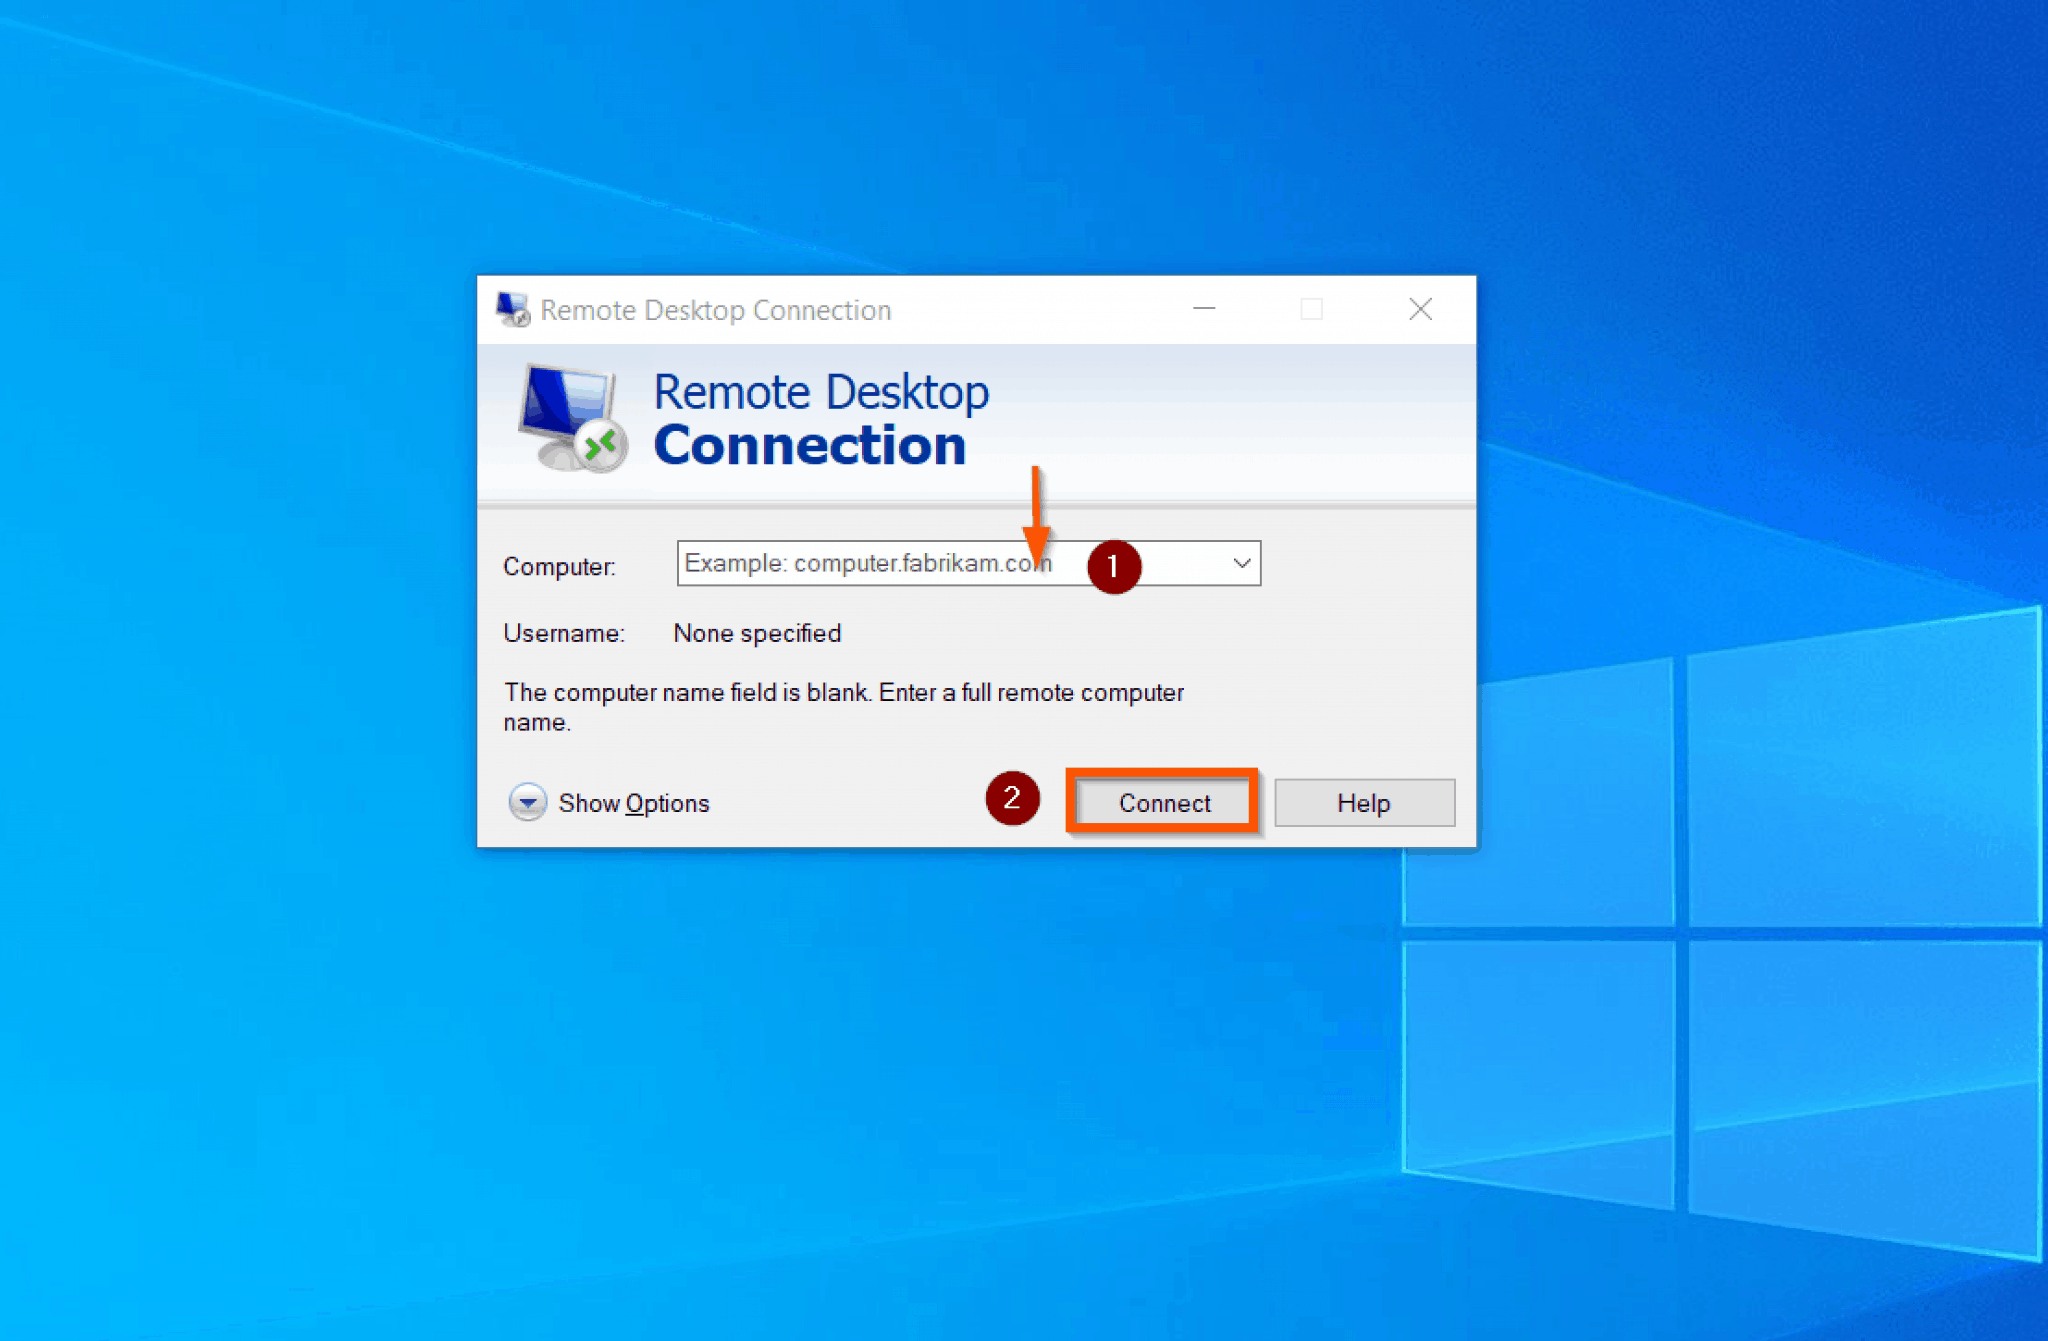 Remote Desktop Connection
Remote Desktop
Connection
Computer: Example: computer.fabrikam.com 1
Username: None specified
The computer name field is blank. Enter a full remote computer
name.
Show Options 2 Connect Help